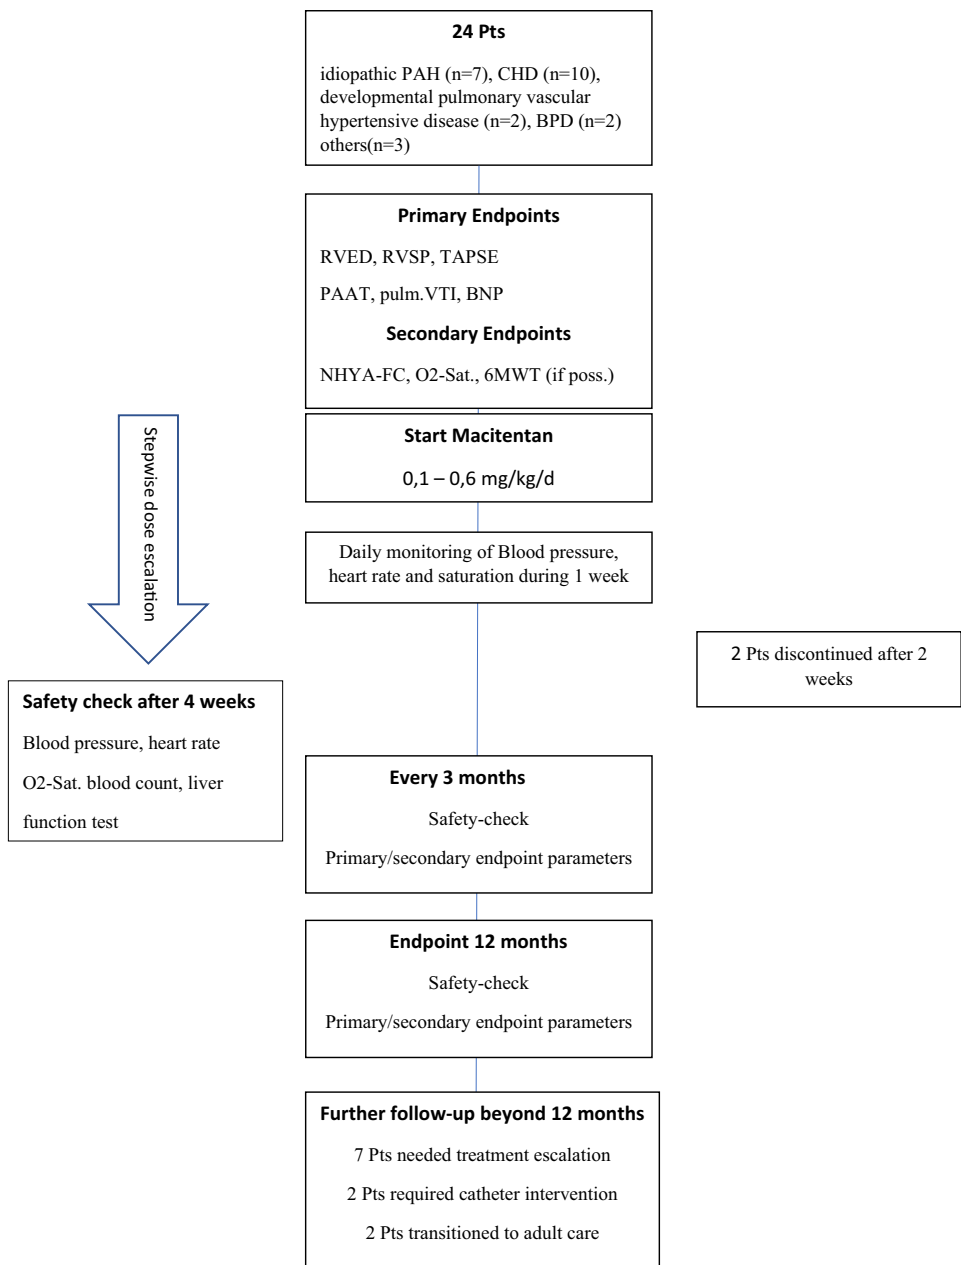 24 Pts
idiopathic PAH (n=7), CHD (n=10),
developmental pulmonary vascular
hypertensive disease (n=2), BPD (n=2)
others(n=3)
Primary Endpoints
RVED, RVSP, TAPSE
PAAT, pulm.VTI, BNP
Secondary Endpoints
NHYA-FC, O2-Sat., 6MWT (if poss.)
Start Macitentan
0,1 – 0,6 mg/kg/d
Stepwise dose escalation
Daily monitoring of Blood pressure,
heart rate and saturation during 1 week
2 Pts discontinued after 2
weeks
Safety check after 4 weeks
Blood pressure, heart rate
O2-Sat. blood count, liver
function test
Every 3 months
Safety-check
Primary/secondary endpoint parameters
Endpoint 12 months
Safety-check
Primary/secondary endpoint parameters
Further follow-up beyond 12 months
7 Pts needed treatment escalation
2 Pts required catheter intervention
2 Pts transitioned to adult care